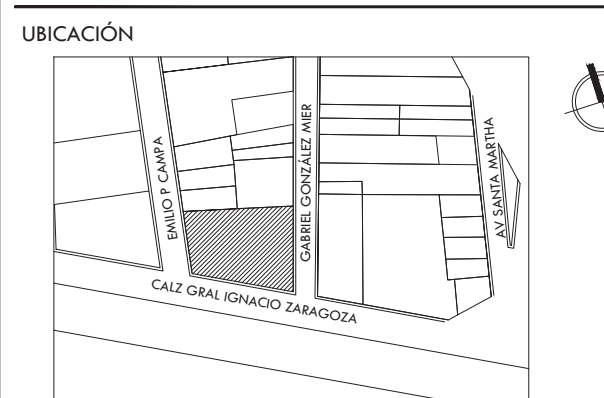 UBICACIÓN
EMILIO P CAMPA
GABRIEL GONZÁLEZ MIER
AV SANTA MARTHA
CALZ GRAL IGNACIO ZARAGOZA